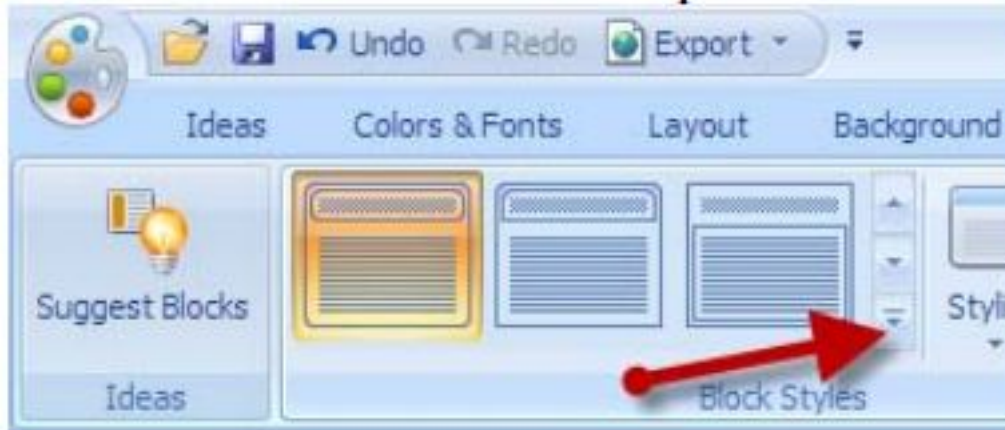 Undo Redo Export
Ideas Colors & Fonts Layout Background
Suggest Blocks
Ideas Block Styles